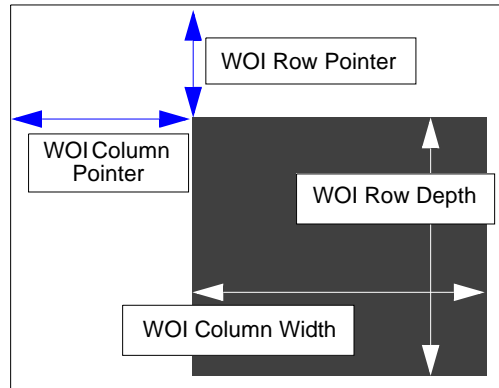 WOI Row Pointer
WOI Column
Pointer
WOI Row Depth
WOI Column Width